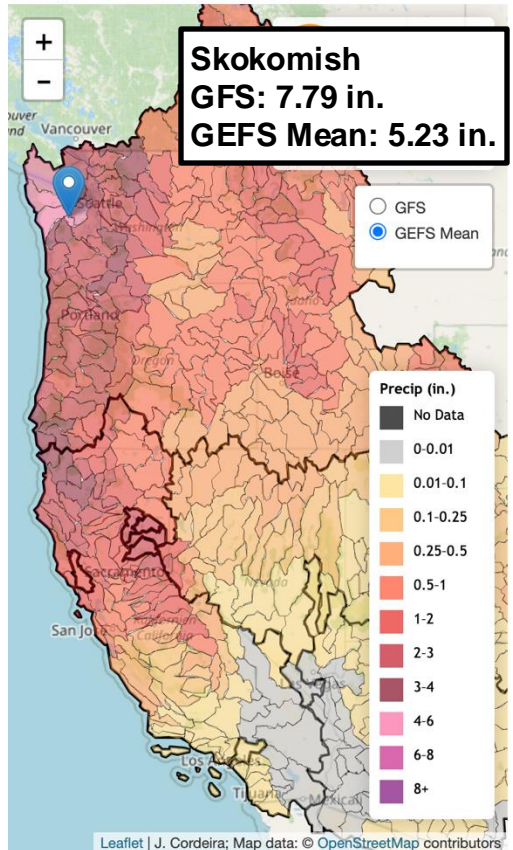 +
−
Skokomish
GFS: 7.79 in.
GEFS Mean: 5.23 in.
Vancouver
GFS
GEFS Mean
Seattle
Washington
Portland
Oregon
Idaho
Boise
Precip (in.)
No Data
0-0.01
0.01-0.1
0.1-0.25
0.25-0.5
0.5-1
1-2
2-3
3-4
4-6
6-8
8+
Sacramento
Nevada
San Jose
California
Las Vegas
Los Angeles
Tijuana
Mexicali
Leaflet | J. Cordeira; Map data: © OpenStreetMap contributors